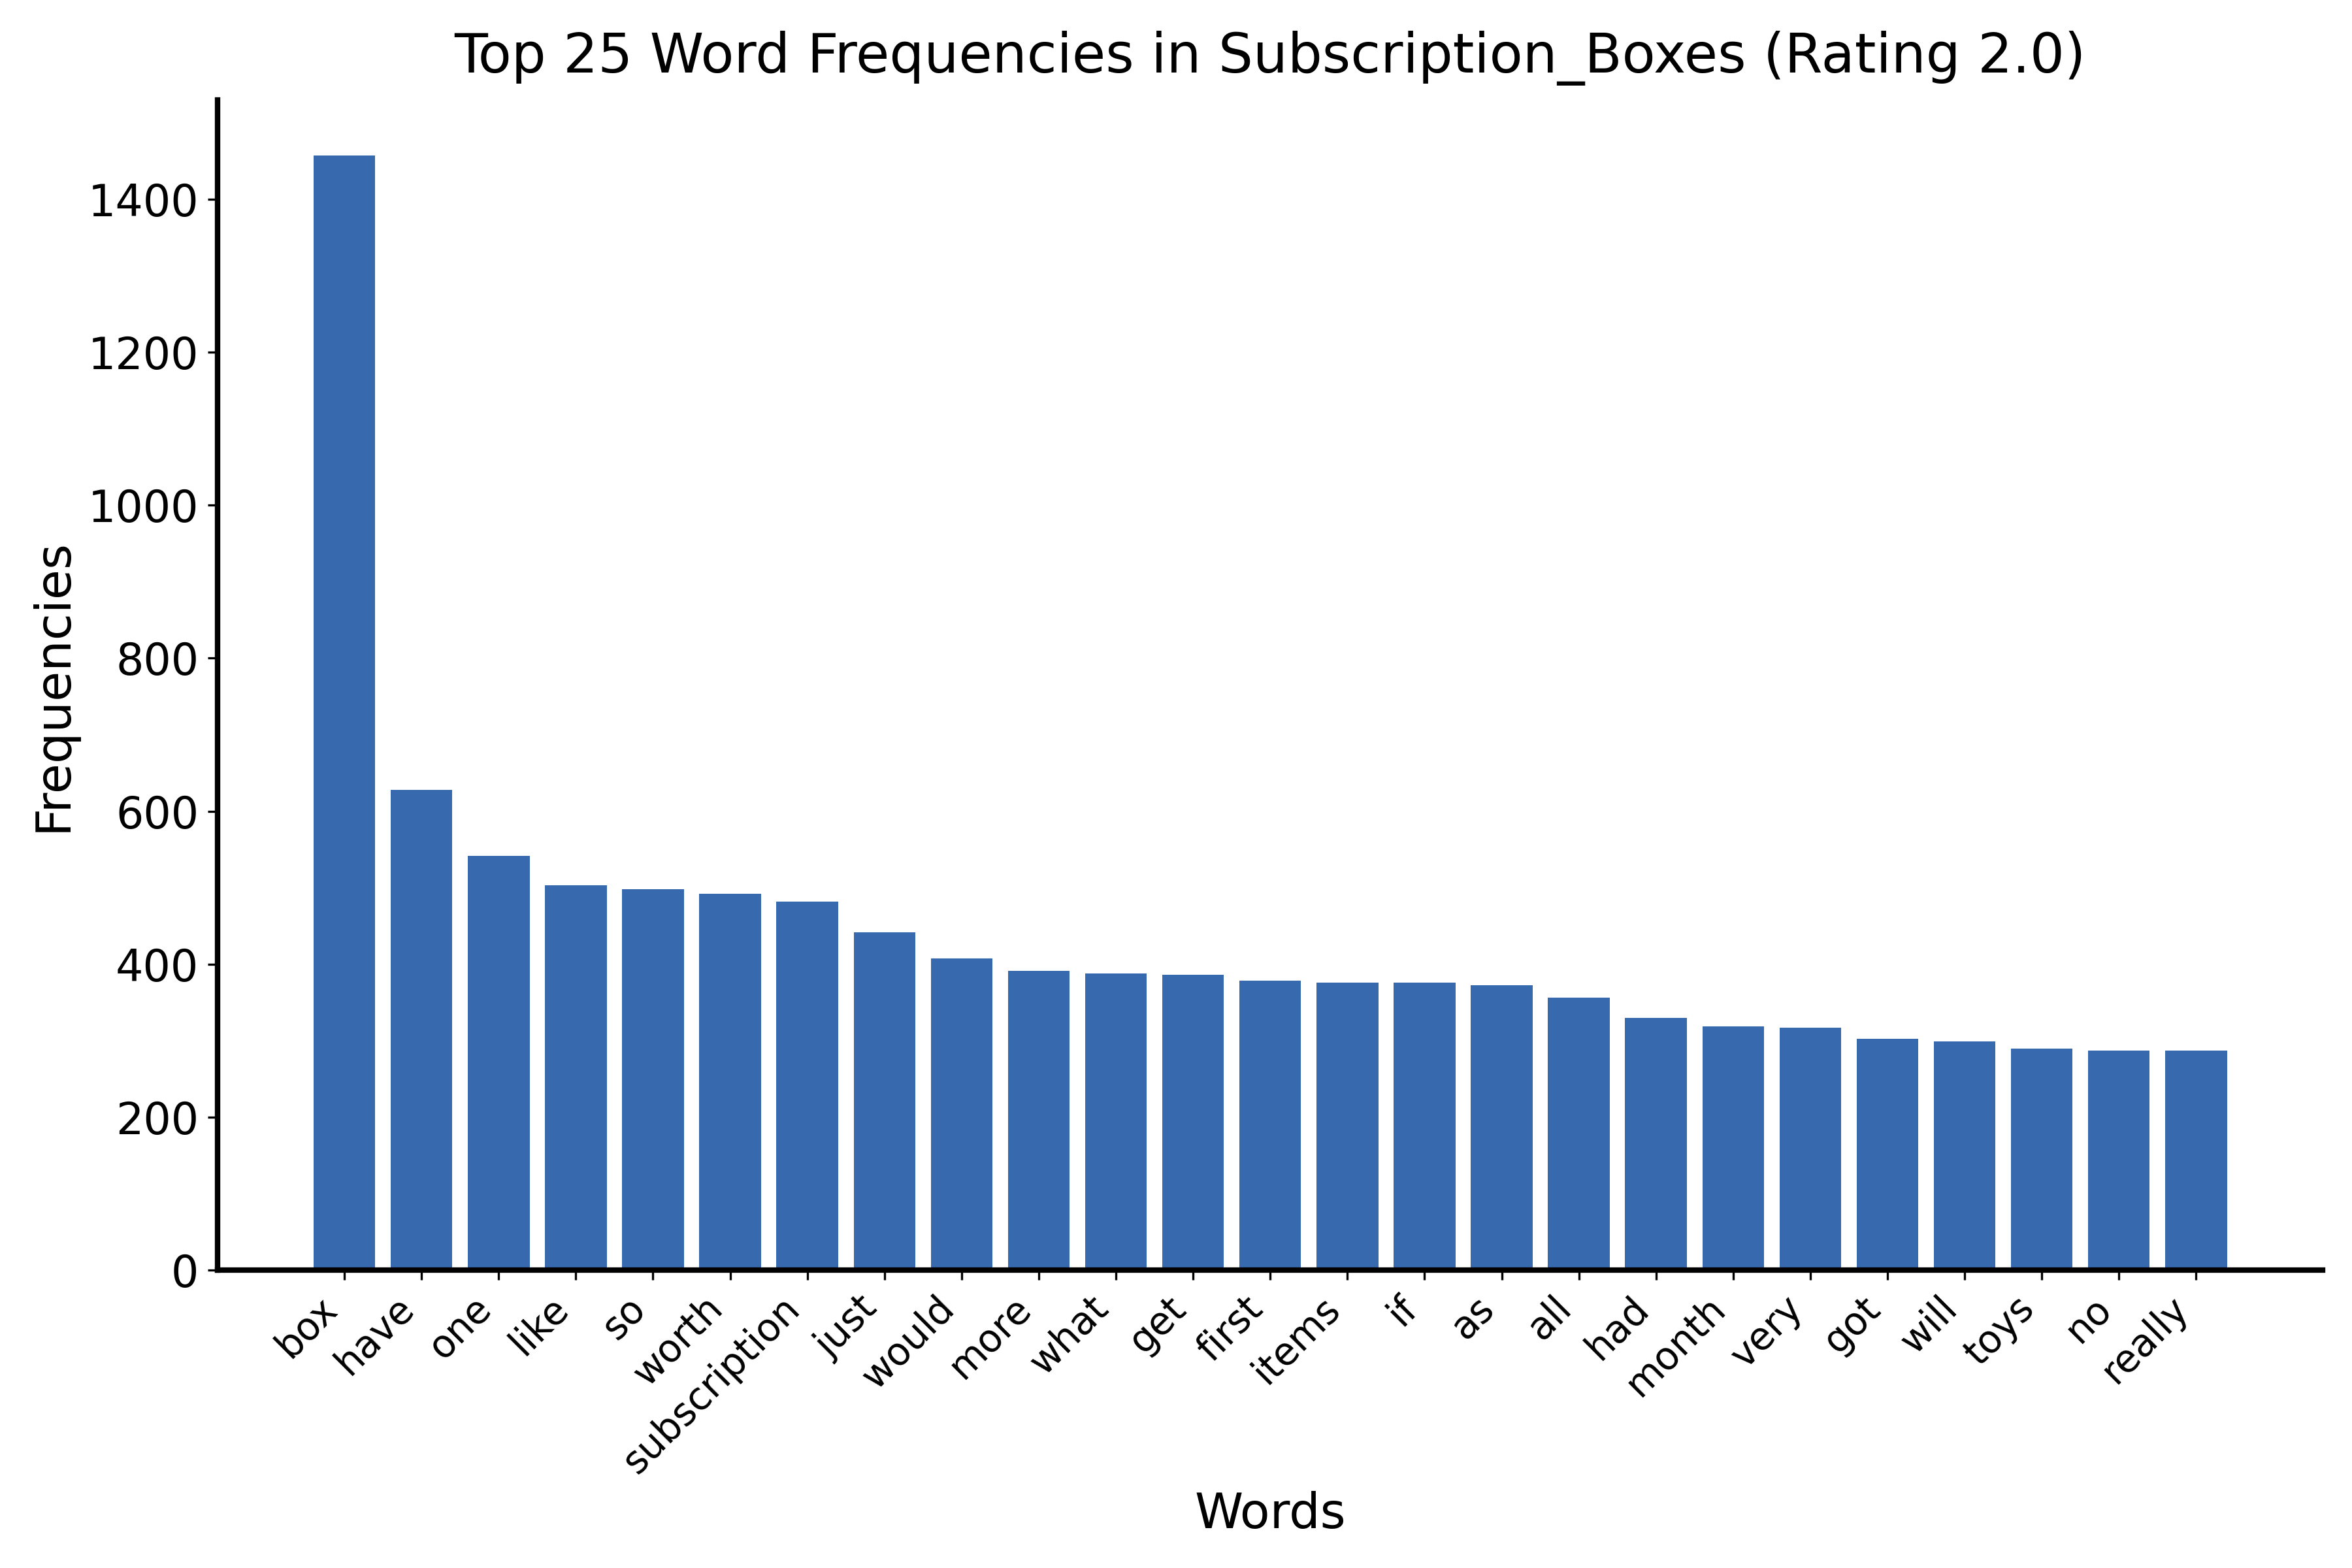 Top 25 Word Frequencies in Subscription_Boxes (Rating 2.0)
Frequencies
1400
1200
1000
800
600
400
200
0
box
have
one
like
so
worth
subscription
just
would
more
what
get
first
items
if
as
all
had
month
very
got
will
toys
no
really
Words